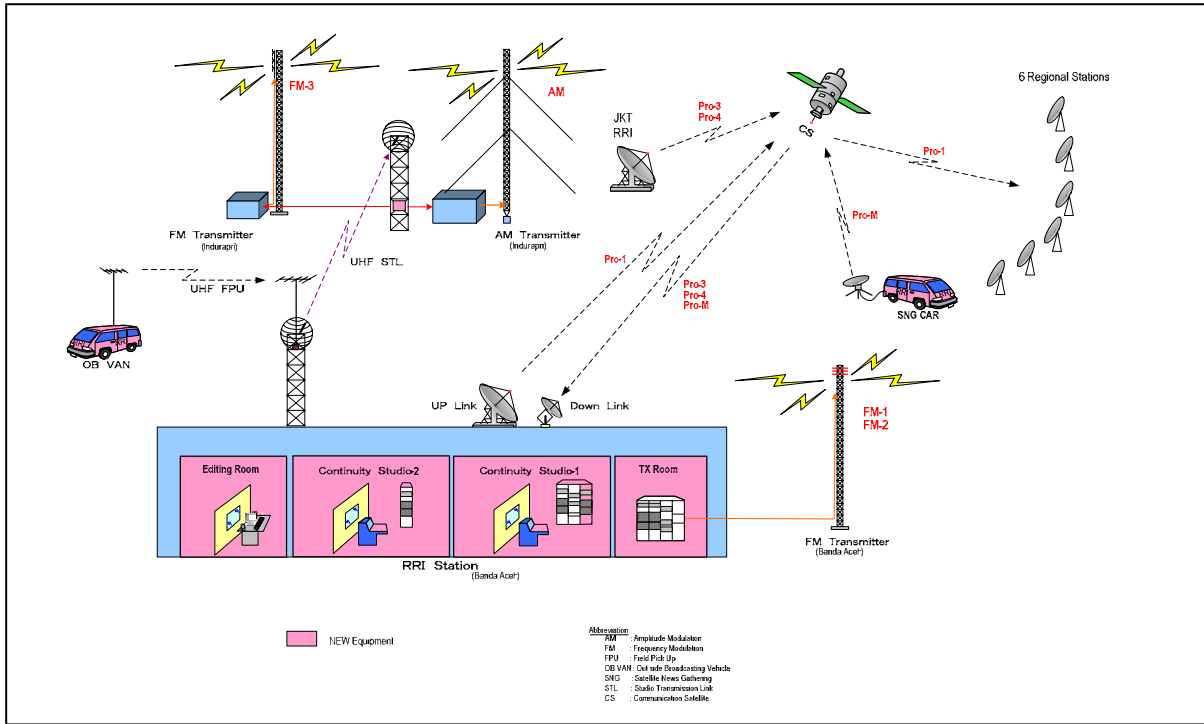 6 Regional Stations
FM-3
AM
JKT
RRI
Pro-3
Pro-4
CS
Pro-1
Pro-M
SNG CAR
FM Transmitter
(Indurapri)
UHF STL
AM Transmitter
(Indurapri)
UHF FPU
OB VAN
Pro-1
Pro-3
Pro-4
Pro-M
UP Link
Down Link
FM-1
FM-2
Editing Room
Continuity Studio-2
Continuity Studio-1
TX Room
FM Transmitter
(Banda Aceh)
RRI Station
(Banda Aceh)
NEW Equipment
Abbreviation
AM : Amplitude Modulation
FM : Frequency Modulation
FPU : Field Pick Up
OB VAN : Out side Broadcasting Vehicle
SNG : Satellite News Gathering
STL : Studio Transmission Link
CS : Communication Satellite